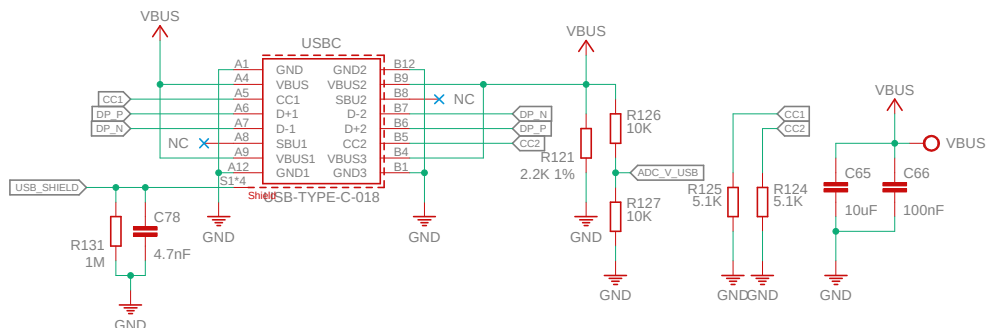 VBUS
USBC
A1 GND GND2 B12
A4 VBUS VBUS2 B9
CC1 A5 CC1 SBU2 B8 NC
DP_P A6 D+1 D-2 B7 DP_N
DP_N A7 D-1 D+2 B6 DP_P
NC A8 SBU1 CC2 B5 CC2
A9 VBUS1 VBUS3 B4
A12 GND1 GND3 B1
USB_SHIELD S1*4 Shield
USB-TYPE-C-018
GND
GND
R131
1M
C78
4.7nF
GND
VBUS
R126
10K
R121
2.2K 1%
ADC_V_USB
R127
10K
GND
GND
CC1
CC2
R125
5.1K
R124
5.1K
GND
GND
VBUS
VBUS
C65
10uF
C66
100nF
GND